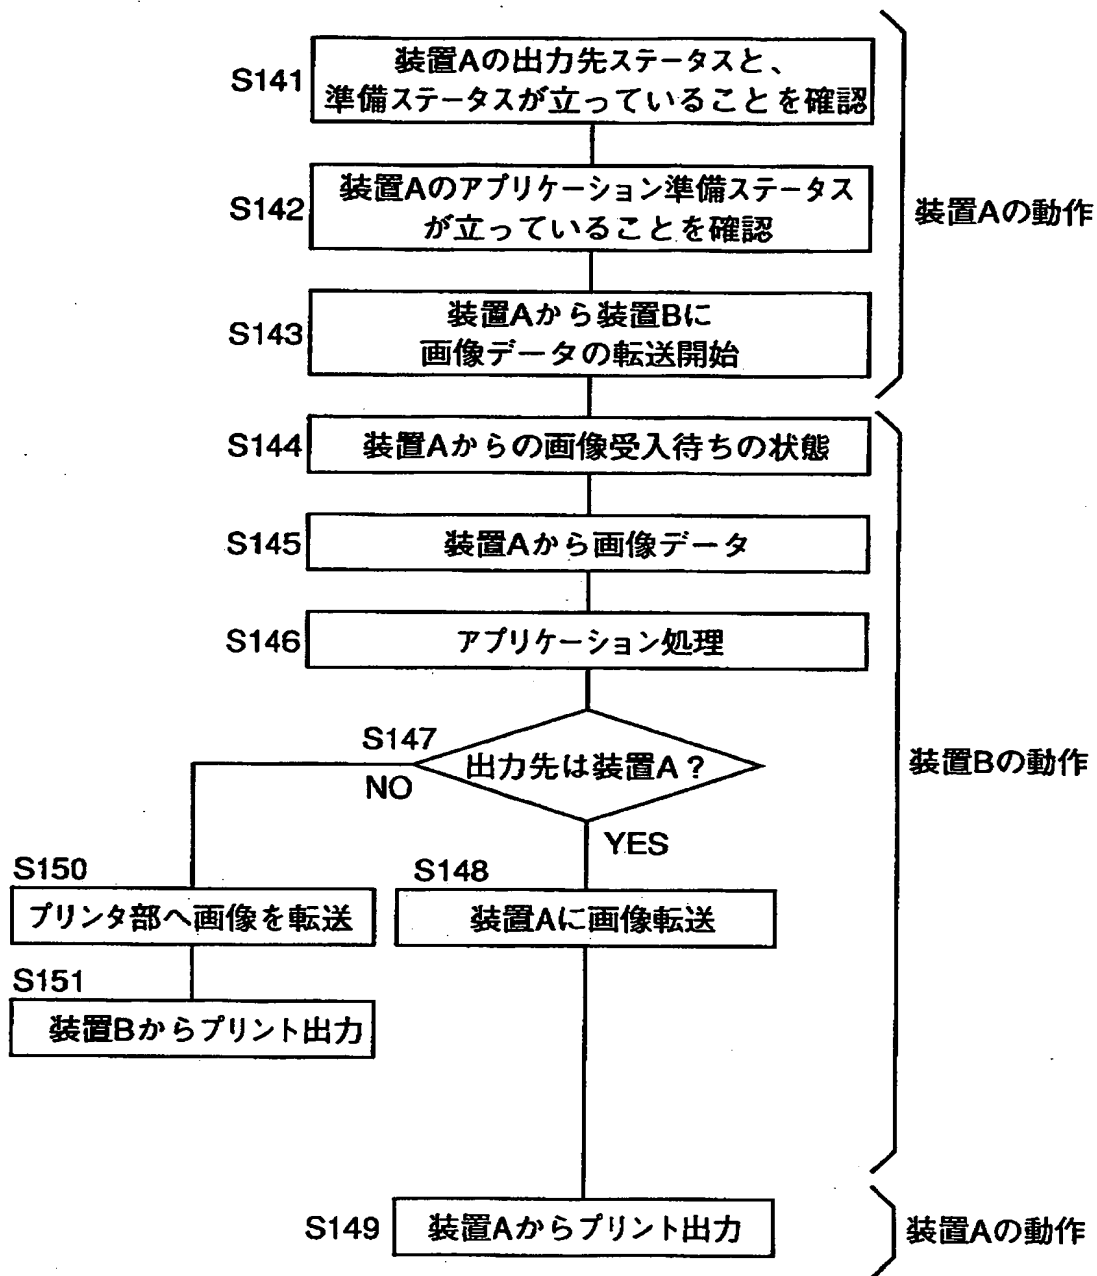 S141
装置Aの出力先ステータスと、
準備ステータスが立っていることを確認
S142
装置Aのアプリケーション準備ステータス
が立っていることを確認
装置Aの動作
S143
装置Aから装置Bに
画像データの転送開始
S144
装置Aからの画像受入待ちの状態
S145
装置Aから画像データ
S146
アプリケーション処理
S147
出力先は装置A?
NO
YES
装置Bの動作
S150
プリンタ部へ画像を転送
S148
装置Aに画像転送
S151
装置Bからプリント出力
S149
装置Aからプリント出力
装置Aの動作